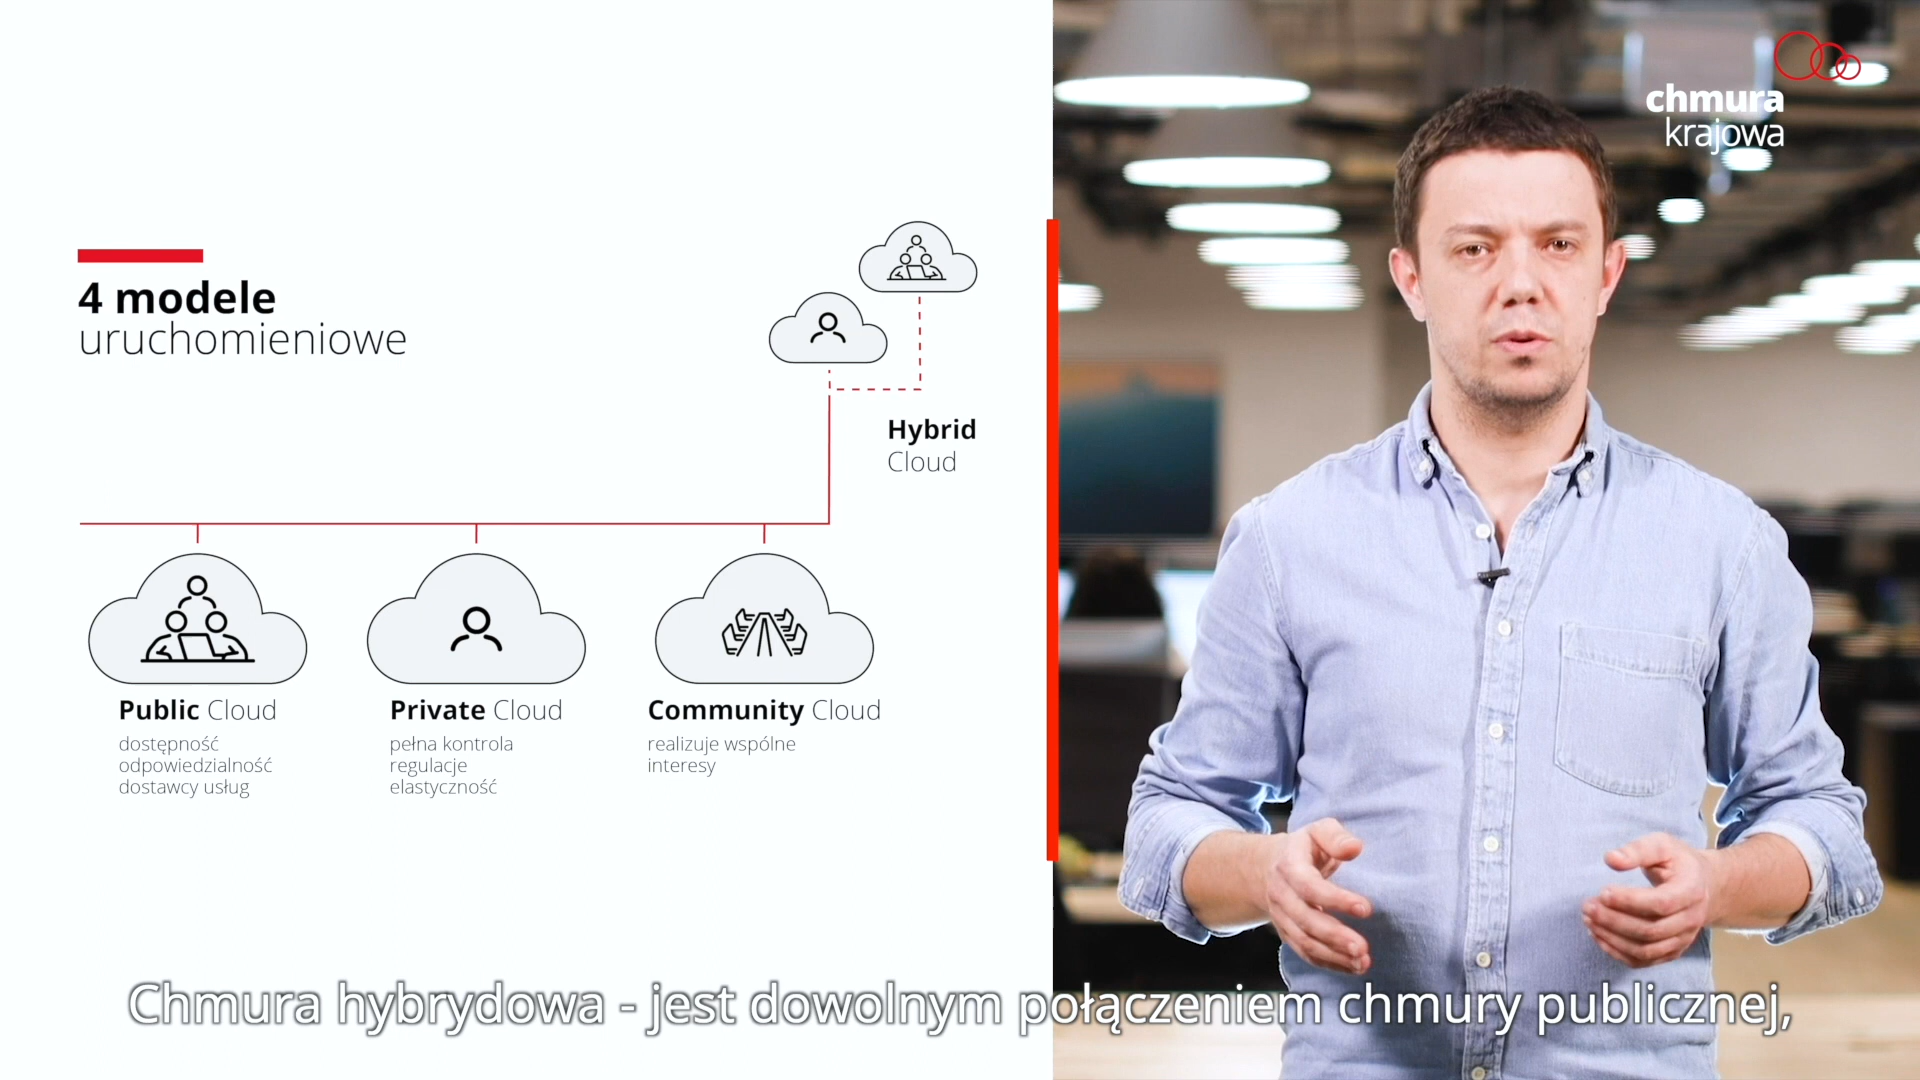 chmura
krajowa
4 modele
uruchomieniowe
Hybrid
Cloud
Public Cloud
dostępność
odpowiedzialność
dostawcy usług
Private Cloud
pełna kontrola
regulacje
elastyczność
Community Cloud
realizuje wspólne
interesy
Chmura hybrydowa - jest dowolnym połączeniem chmury publicznej,